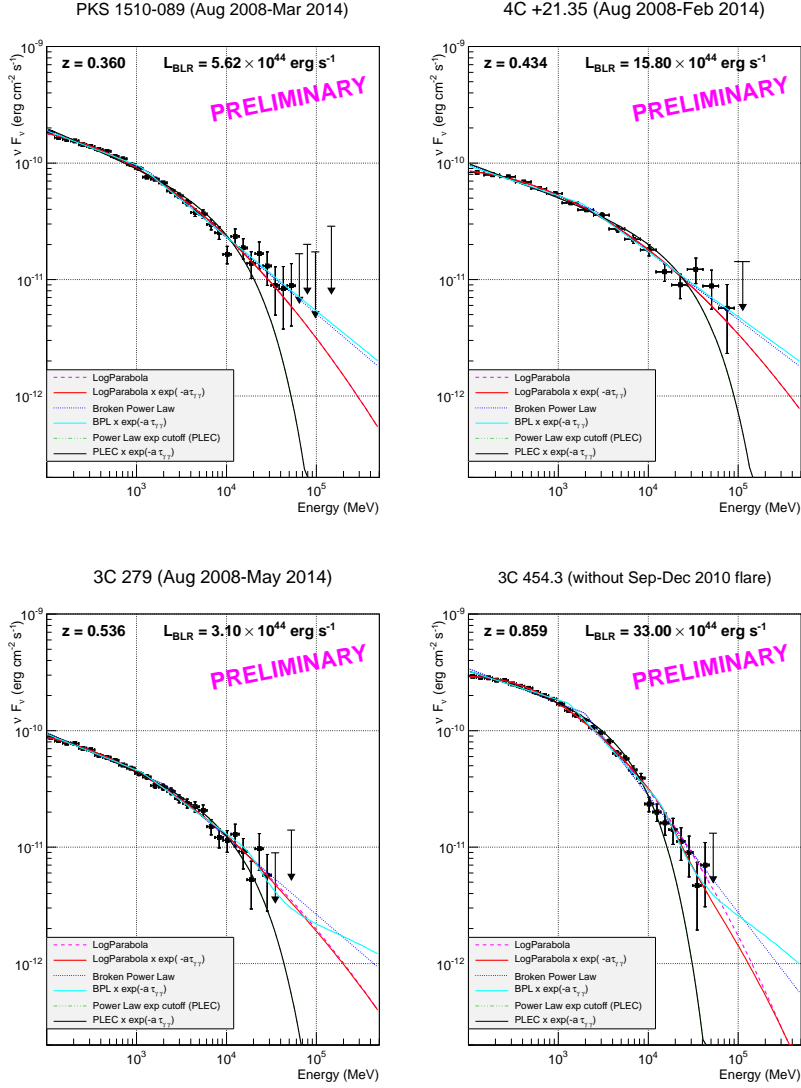 PKS 1510-089 (Aug 2008-Mar 2014)
z = 0.360 L_BLR = 5.62 × 10^44 erg s^-1
PRELIMINARY
ν F_ν (erg cm^-2 s^-1)
10^-9
10^-10
10^-11
10^-12
LogParabola
LogParabola x exp( -aτ_γγ)
Broken Power Law
BPL x exp(-a τ_γγ)
Power Law exp cutoff (PLEC)
PLEC x exp(-a τ_γγ)
10^3 10^4 10^5
Energy (MeV)
4C +21.35 (Aug 2008-Feb 2014)
z = 0.434 L_BLR = 15.80 × 10^44 erg s^-1
PRELIMINARY
ν F_ν (erg cm^-2 s^-1)
10^-9
10^-10
10^-11
10^-12
LogParabola
LogParabola x exp( -aτ_γγ)
Broken Power Law
BPL x exp(-a τ_γγ)
Power Law exp cutoff (PLEC)
PLEC x exp(-a τ_γγ)
10^3 10^4 10^5
Energy (MeV)
3C 279 (Aug 2008-May 2014)
z = 0.536 L_BLR = 3.10 × 10^44 erg s^-1
PRELIMINARY
ν F_ν (erg cm^-2 s^-1)
10^-9
10^-10
10^-11
10^-12
LogParabola
LogParabola x exp( -aτ_γγ)
Broken Power Law
BPL x exp(-a τ_γγ)
Power Law exp cutoff (PLEC)
PLEC x exp(-a τ_γγ)
10^3 10^4 10^5
Energy (MeV)
3C 454.3 (without Sep-Dec 2010 flare)
z = 0.859 L_BLR = 33.00 × 10^44 erg s^-1
PRELIMINARY
ν F_ν (erg cm^-2 s^-1)
10^-9
10^-10
10^-11
10^-12
LogParabola
LogParabola x exp( -aτ_γγ)
Broken Power Law
BPL x exp(-a τ_γγ)
Power Law exp cutoff (PLEC)
PLEC x exp(-a τ_γγ)
10^3 10^4 10^5
Energy (MeV)